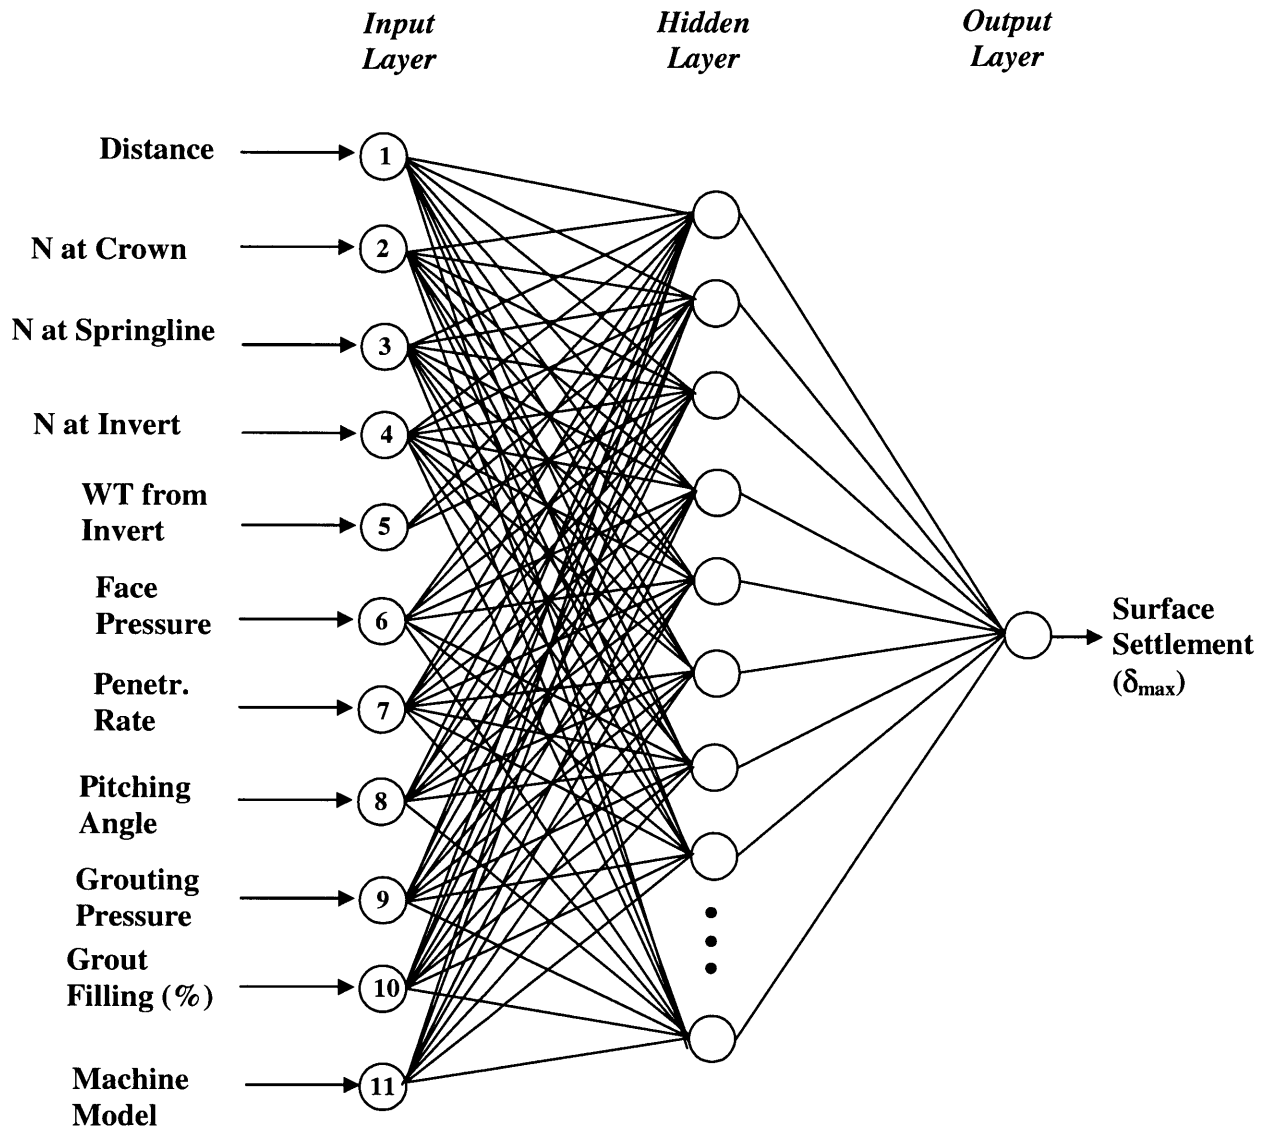 Input
Layer
Hidden
Layer
Output
Layer
Distance
1
N at Crown
2
N at Springline
3
N at Invert
4
WT from
Invert
5
Face
Pressure
6
Penetr.
Rate
7
Pitching
Angle
8
Grouting
Pressure
9
Grout
Filling (%)
10
Machine
Model
11
Surface
Settlement
(δmax)